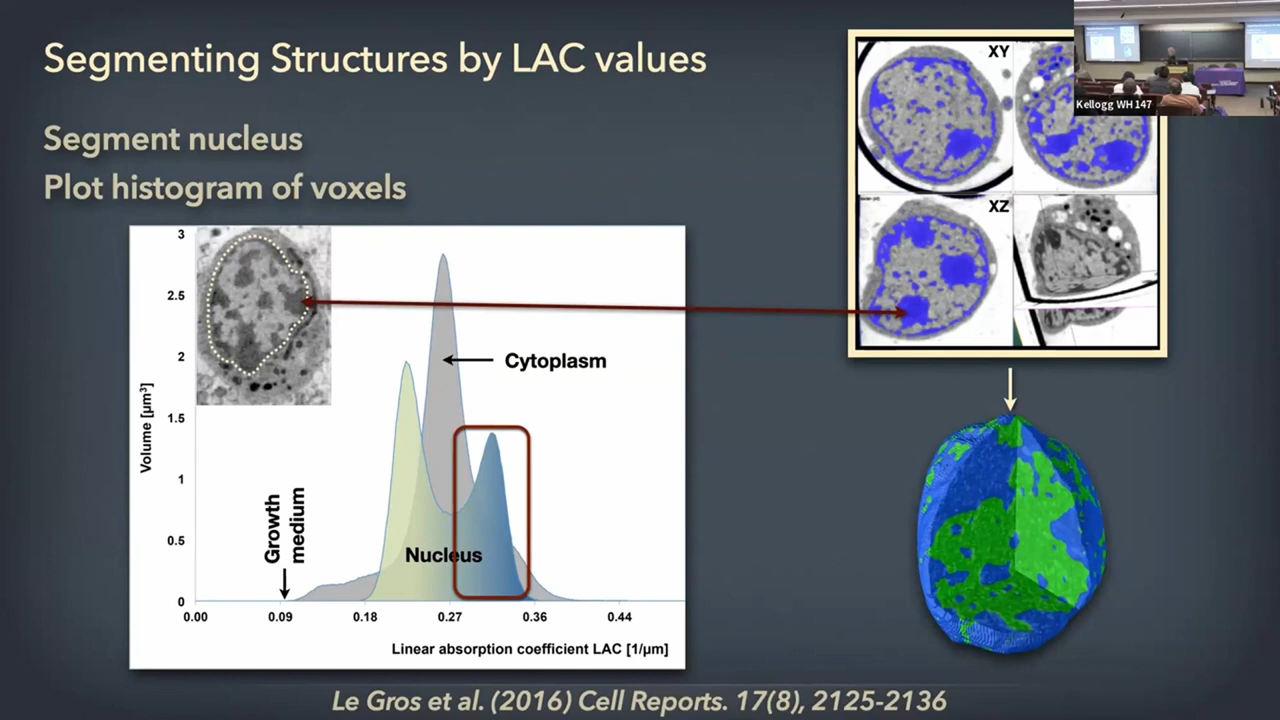 Segmenting Structures by LAC values
Segment nucleus
Plot histogram of voxels
XY
XZ
Kellogg WH 147
3
2.5
2
1.5
1
0.5
0
Volume [µm³]
Cytoplasm
Growth
medium
Nucleus
0.00 0.09 0.18 0.27 0.36 0.44
Linear absorption coefficient LAC [1/µm]
Le Gros et al. (2016) Cell Reports. 17(8), 2125-2136